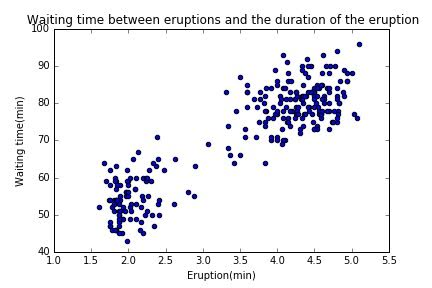 Waiting time between eruptions and the duration of the eruption
100
90
80
70
60
50
40
Waiting time(min)
1.0 1.5 2.0 2.5 3.0 3.5 4.0 4.5 5.0 5.5
Eruption(min)